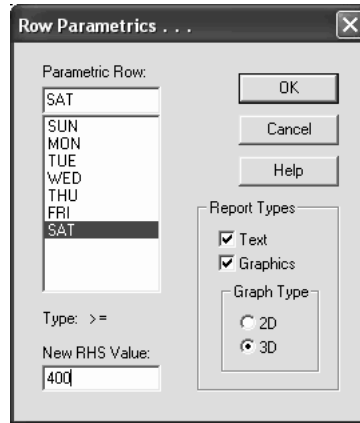 Row Parametrics . . .
Parametric Row:
SAT
SUN
MON
TUE
WED
THU
FRI
SAT
Type: >=
New RHS Value:
400
OK
Cancel
Help
Report Types
Text
Graphics
Graph Type
2D
3D